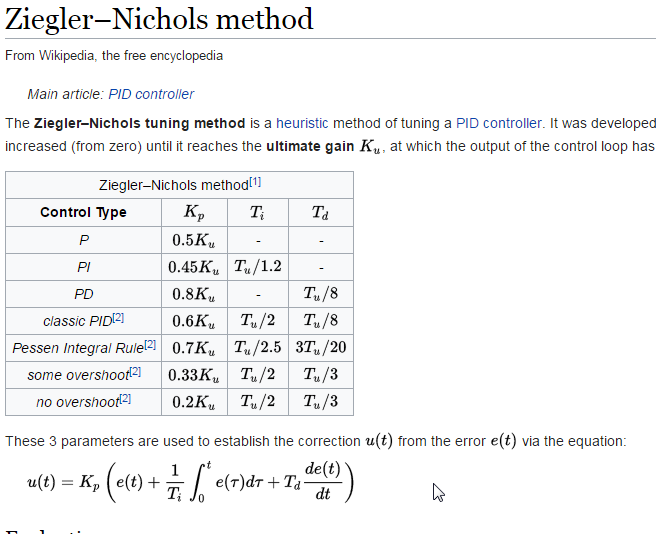 Ziegler–Nichols method
From Wikipedia, the free encyclopedia
Main article: PID controller
The Ziegler–Nichols tuning method is a heuristic method of tuning a PID controller. It was developed
increased (from zero) until it reaches the ultimate gain Kᵤ, at which the output of the control loop has
Ziegler–Nichols method[1]
Control Type Kₚ Tᵢ T_d
P 0.5Kᵤ - -
PI 0.45Kᵤ Tᵤ/1.2 -
PD 0.8Kᵤ - Tᵤ/8
classic PID[2] 0.6Kᵤ Tᵤ/2 Tᵤ/8
Pessen Integral Rule[2] 0.7Kᵤ Tᵤ/2.5 3Tᵤ/20
some overshoot[2] 0.33Kᵤ Tᵤ/2 Tᵤ/3
no overshoot[2] 0.2Kᵤ Tᵤ/2 Tᵤ/3
These 3 parameters are used to establish the correction u(t) from the error e(t) via the equation:
u(t) = Kₚ (e(t) + 1/Tᵢ ∫₀ᵗ e(τ)dτ + T_d de(t)/dt)